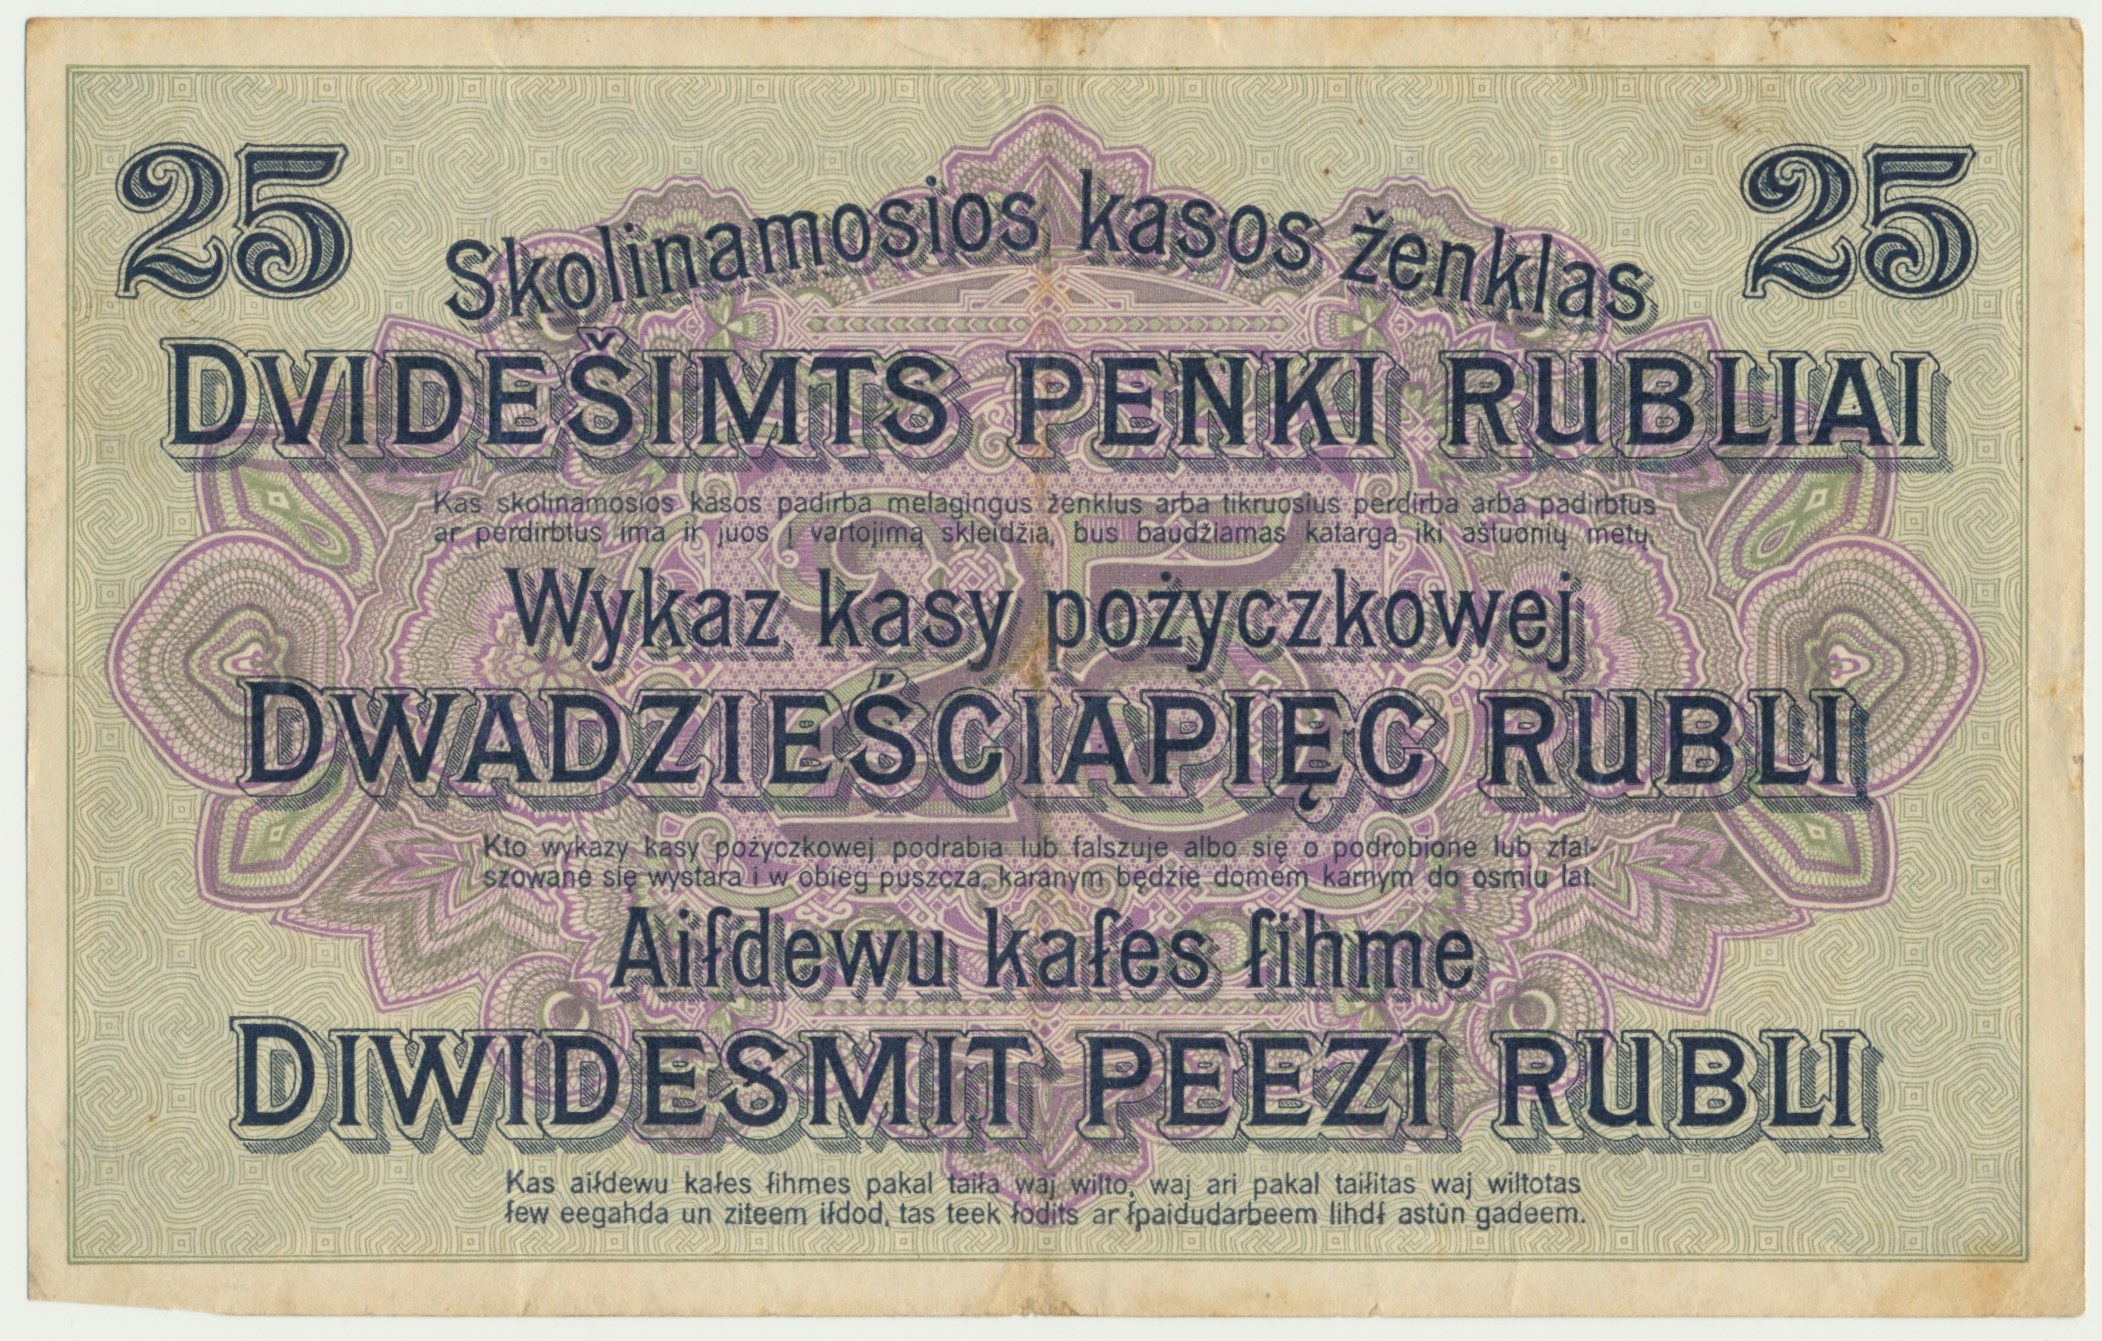 25 25
Skolinamosios kasos ženklas
DVIDEŠIMTS PENKI RUBLIAI
Kas skolinamosios kasos padirba melagingus ženklus arba tikruosius perdirba arba padirbtus
ar perdirbtus ima ir juos į vartojimą skleidžia, bus baudžiamas katarga iki aštuonių metų.
Wykaz kasy pożyczkowej
DWADZIEŚCIAPIĘC RUBLI
Kto wykazy kasy pożyczkowej podrabia lub falszuje albo się o podrobione lub zfal-
szowane się wystara i w obieg puszcza, karanym będzie domem karnym do ośmiu lat.
Aiſdewu kaſes ſihme
DIWIDESMIT PEEZI RUBLI
Kas aiſdewu kaſes ſihmes pakal taiſa waj wilto, waj ari pakal taiſitas waj wiltotas
ſew eegahda un ziteem iſdod, tas teek ſodits ar ſpaidudarbeem lihdſ astûn gadeem.